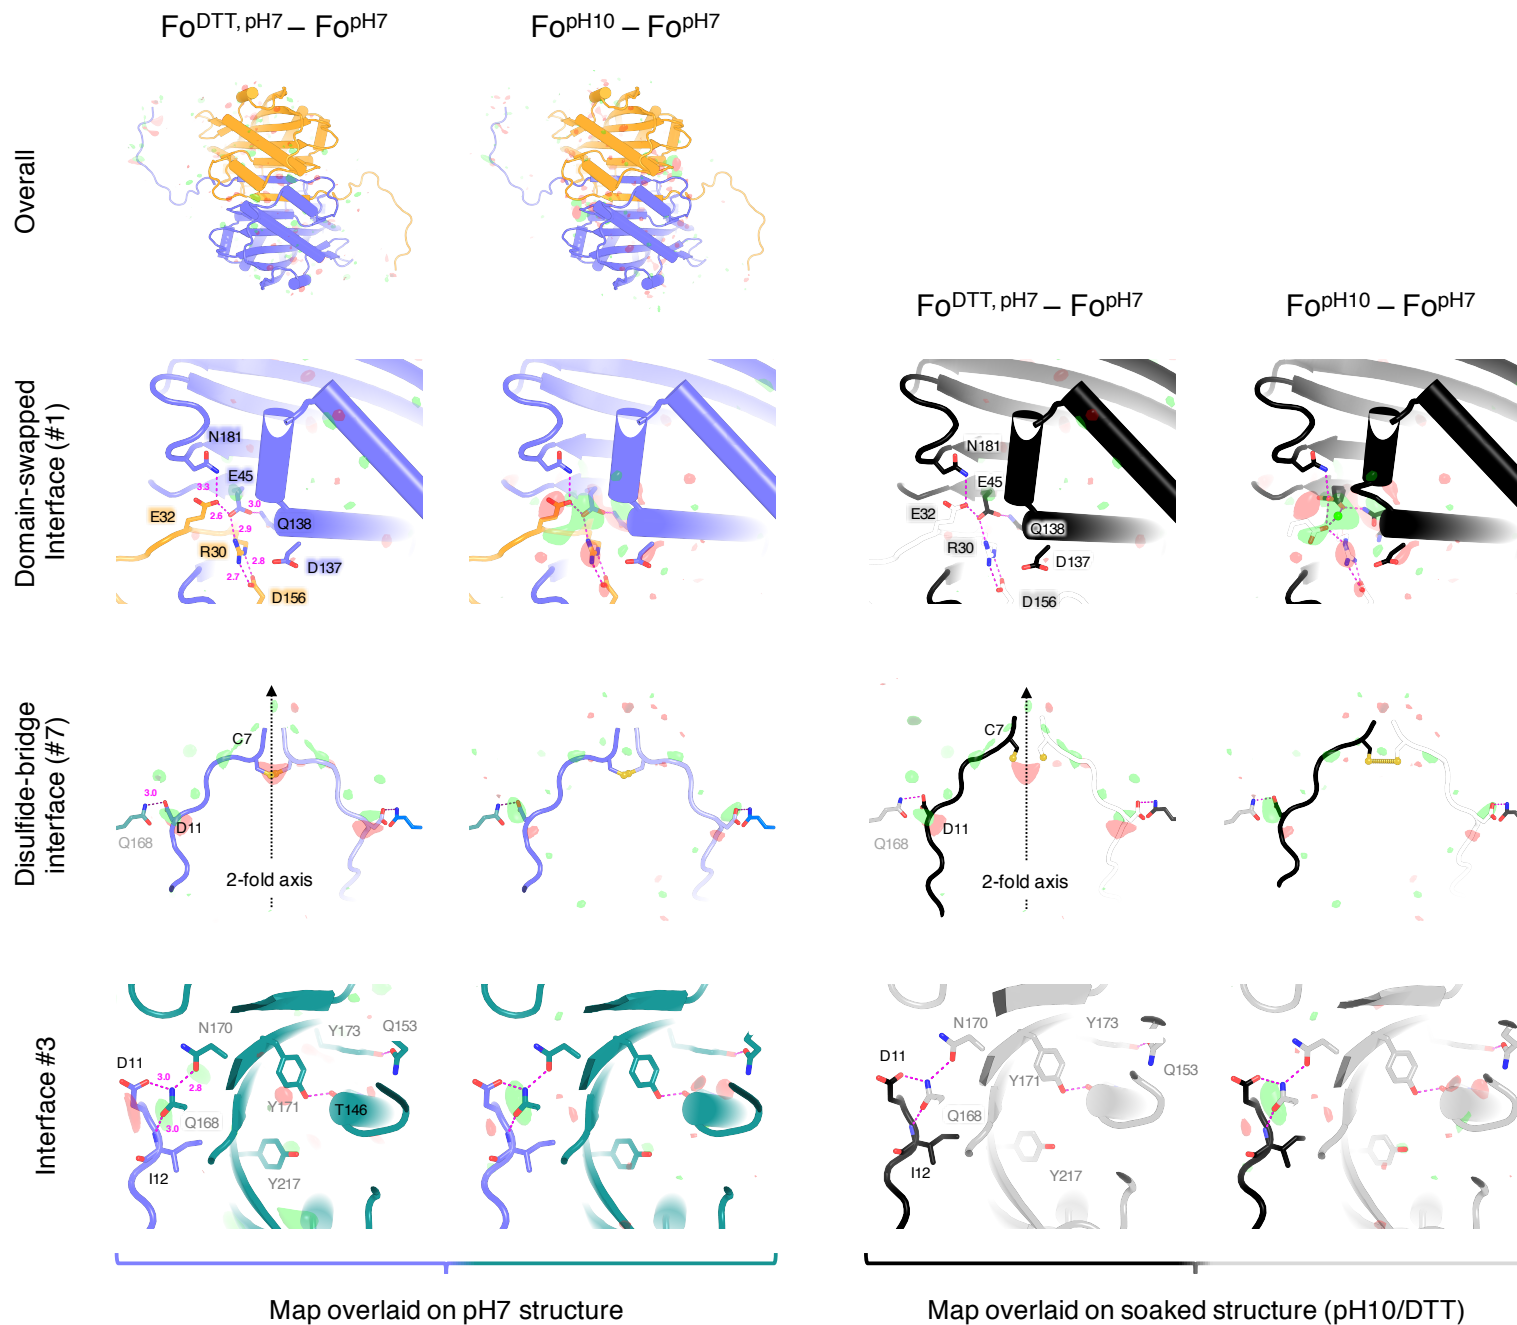 Fo^DTT, pH7 – Fo^pH7
Fo^pH10 – Fo^pH7
Overall
Fo^DTT, pH7 – Fo^pH7
Fo^pH10 – Fo^pH7
Domain-swapped
Interface (#1)
N181
E45
3.3
3.0
2.6
E32
Q138
2.9
R30
2.8
D137
2.7
D156
N181
E45
E32
Q138
R30
D137
D156
Disulfide-bridge
interface (#7)
C7
3.0
D11
Q168
2-fold axis
C7
D11
Q168
2-fold axis
Interface #3
N170
Y173
Q153
D11
3.0
2.8
Y171
T146
Q168
3.0
I12
Y217
N170
Y173
Q153
D11
Y171
Q168
I12
Y217
Map overlaid on pH7 structure
Map overlaid on soaked structure (pH10/DTT)